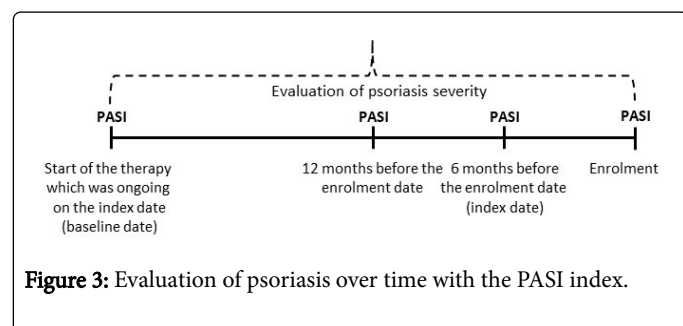 Evaluation of psoriasis severity
PASI PASI PASI PASI
Start of the therapy
which was ongoing
on the index date
(baseline date)
12 months before the
enrolment date
6 months before
the enrolment date
(index date)
Enrolment
Figure 3: Evaluation of psoriasis over time with the PASI index.